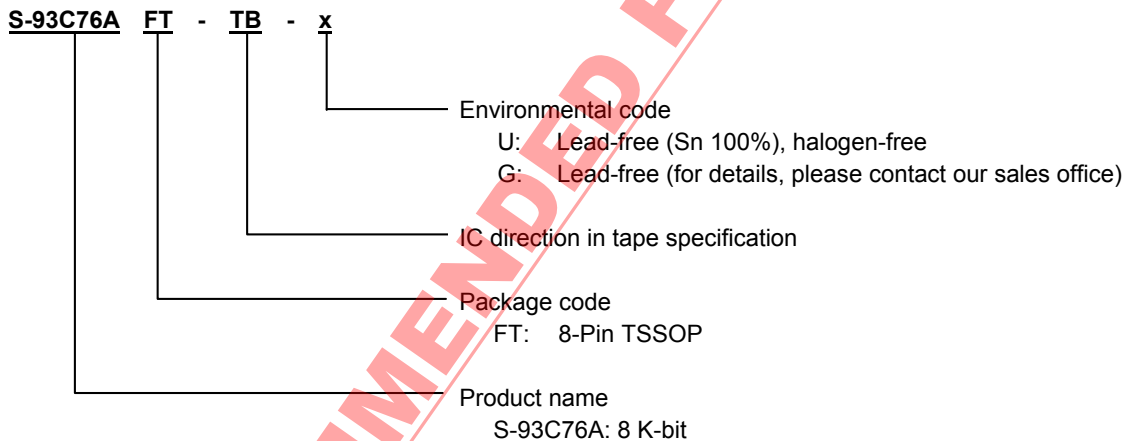 S-93C76A FT - TB - x
Environmental code
U: Lead-free (Sn 100%), halogen-free
G: Lead-free (for details, please contact our sales office)
IC direction in tape specification
Package code
FT: 8-Pin TSSOP
Product name
S-93C76A: 8 K-bit
MMENDED